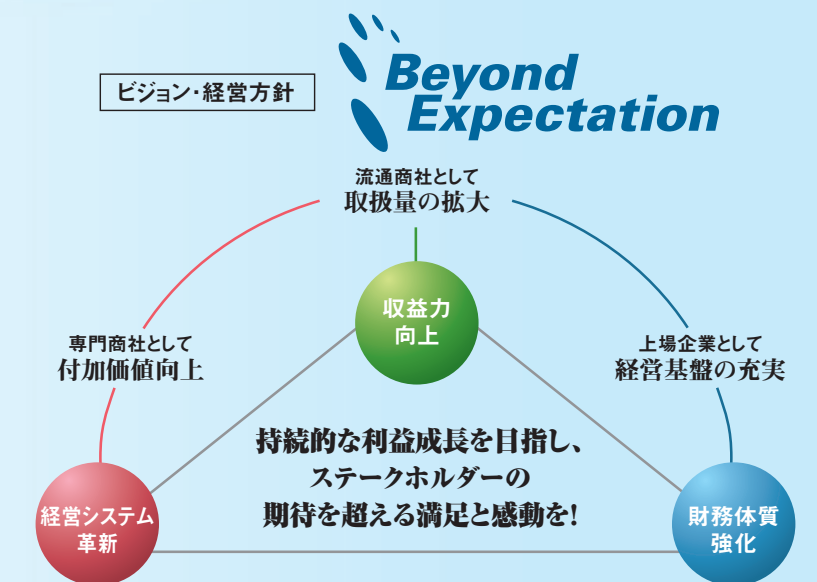 ビジョン・経営方針
Beyond
Expectation
流通商社として
取扱量の拡大
収益力
向上
専門商社として
付加価値向上
上場企業として
経営基盤の充実
持続的な利益成長を目指し、
ステークホルダーの
期待を超える満足と感動を!
経営システム
革新
財務体質
強化